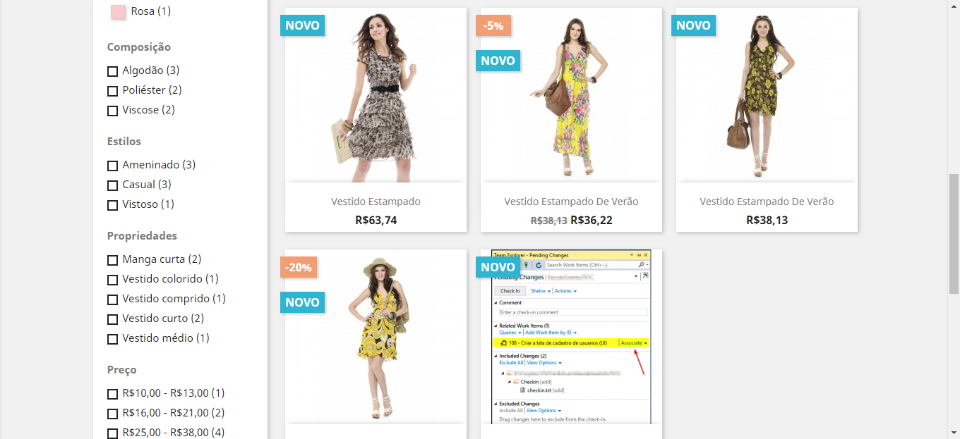 Rosa (1)
Composição
Algodão (3)
Poliéster (2)
Viscose (2)
Estilos
Ameninado (3)
Casual (3)
Vistoso (1)
Propriedades
Manga curta (2)
Vestido colorido (1)
Vestido comprido (1)
Vestido curto (2)
Vestido médio (1)
Preço
R$10,00 - R$13,00 (1)
R$16,00 - R$21,00 (2)
R$25,00 - R$38,00 (4)
NOVO
Vestido Estampado
R$63,74
-5%
NOVO
Vestido Estampado De Verão
R$38,13 R$36,22
NOVO
Vestido Estampado De Verão
R$38,13
-20%
NOVO
NOVO
Team Explorer - Pending Changes
Search Work Items (Ctrl+-)
Pending Changes |
Check In Shelve Actions
Comment
Enter a check-in comment
Related Work Items (1)
Queries Add Work Item by ID
108 - Criar a tela de cadastro de usuarios (UI) Associate
Included Changes (2)
Exclude All | View Options
Checkin [add]
checkin.txt [add]
Excluded Changes
Include All | View Options
Drag changes here to exclude from the check-in.